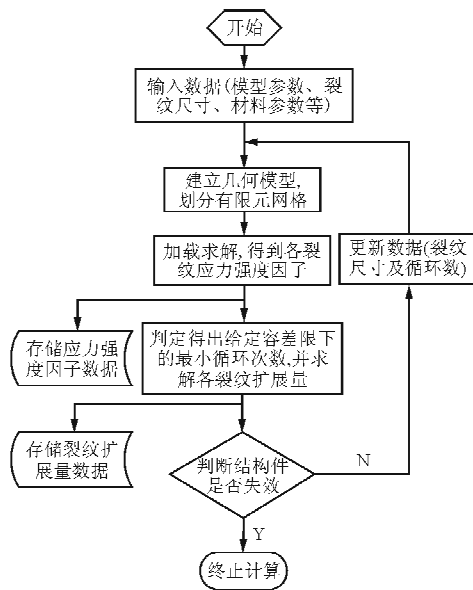 开始
输入数据(模型参数、裂
纹尺寸、材料参数等)
建立几何模型,
划分有限元网格
加载求解,得到各裂
纹应力强度因子
更新数据(裂纹
尺寸及循环数)
存储应力强
度因子数据
判定得出给定容差限下
的最小循环次数,并求
解各裂纹扩展量
存储裂纹扩
展量数据
判断结构件
是否失效
N
Y
终止计算